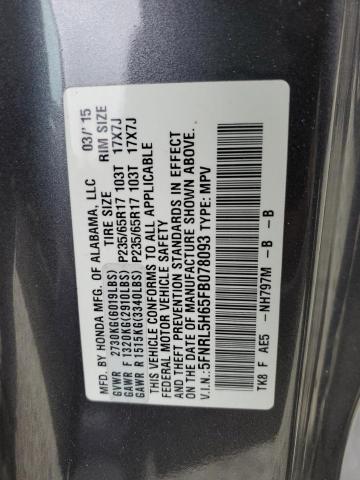 MFD. BY HONDA MFG. OF ALABAMA, LLC 03/'15
TIRE SIZE RIM SIZE
GVWR 2730KG(6019LBS)
GAWR F 1320KG(2910LBS) P235/65R17 103T 17X7J
GAWR R 1515KG(3340LBS) P235/65R17 103T 17X7J
THIS VEHICLE CONFORMS TO ALL APPLICABLE
FEDERAL MOTOR VEHICLE SAFETY
AND THEFT PREVENTION STANDARDS IN EFFECT
ON THE DATE OF MANUFACTURE SHOWN ABOVE.
V.I.N.:5FNRL5H65FB078093 TYPE: MPV
TK8 F AE5 -NH797M -B -B